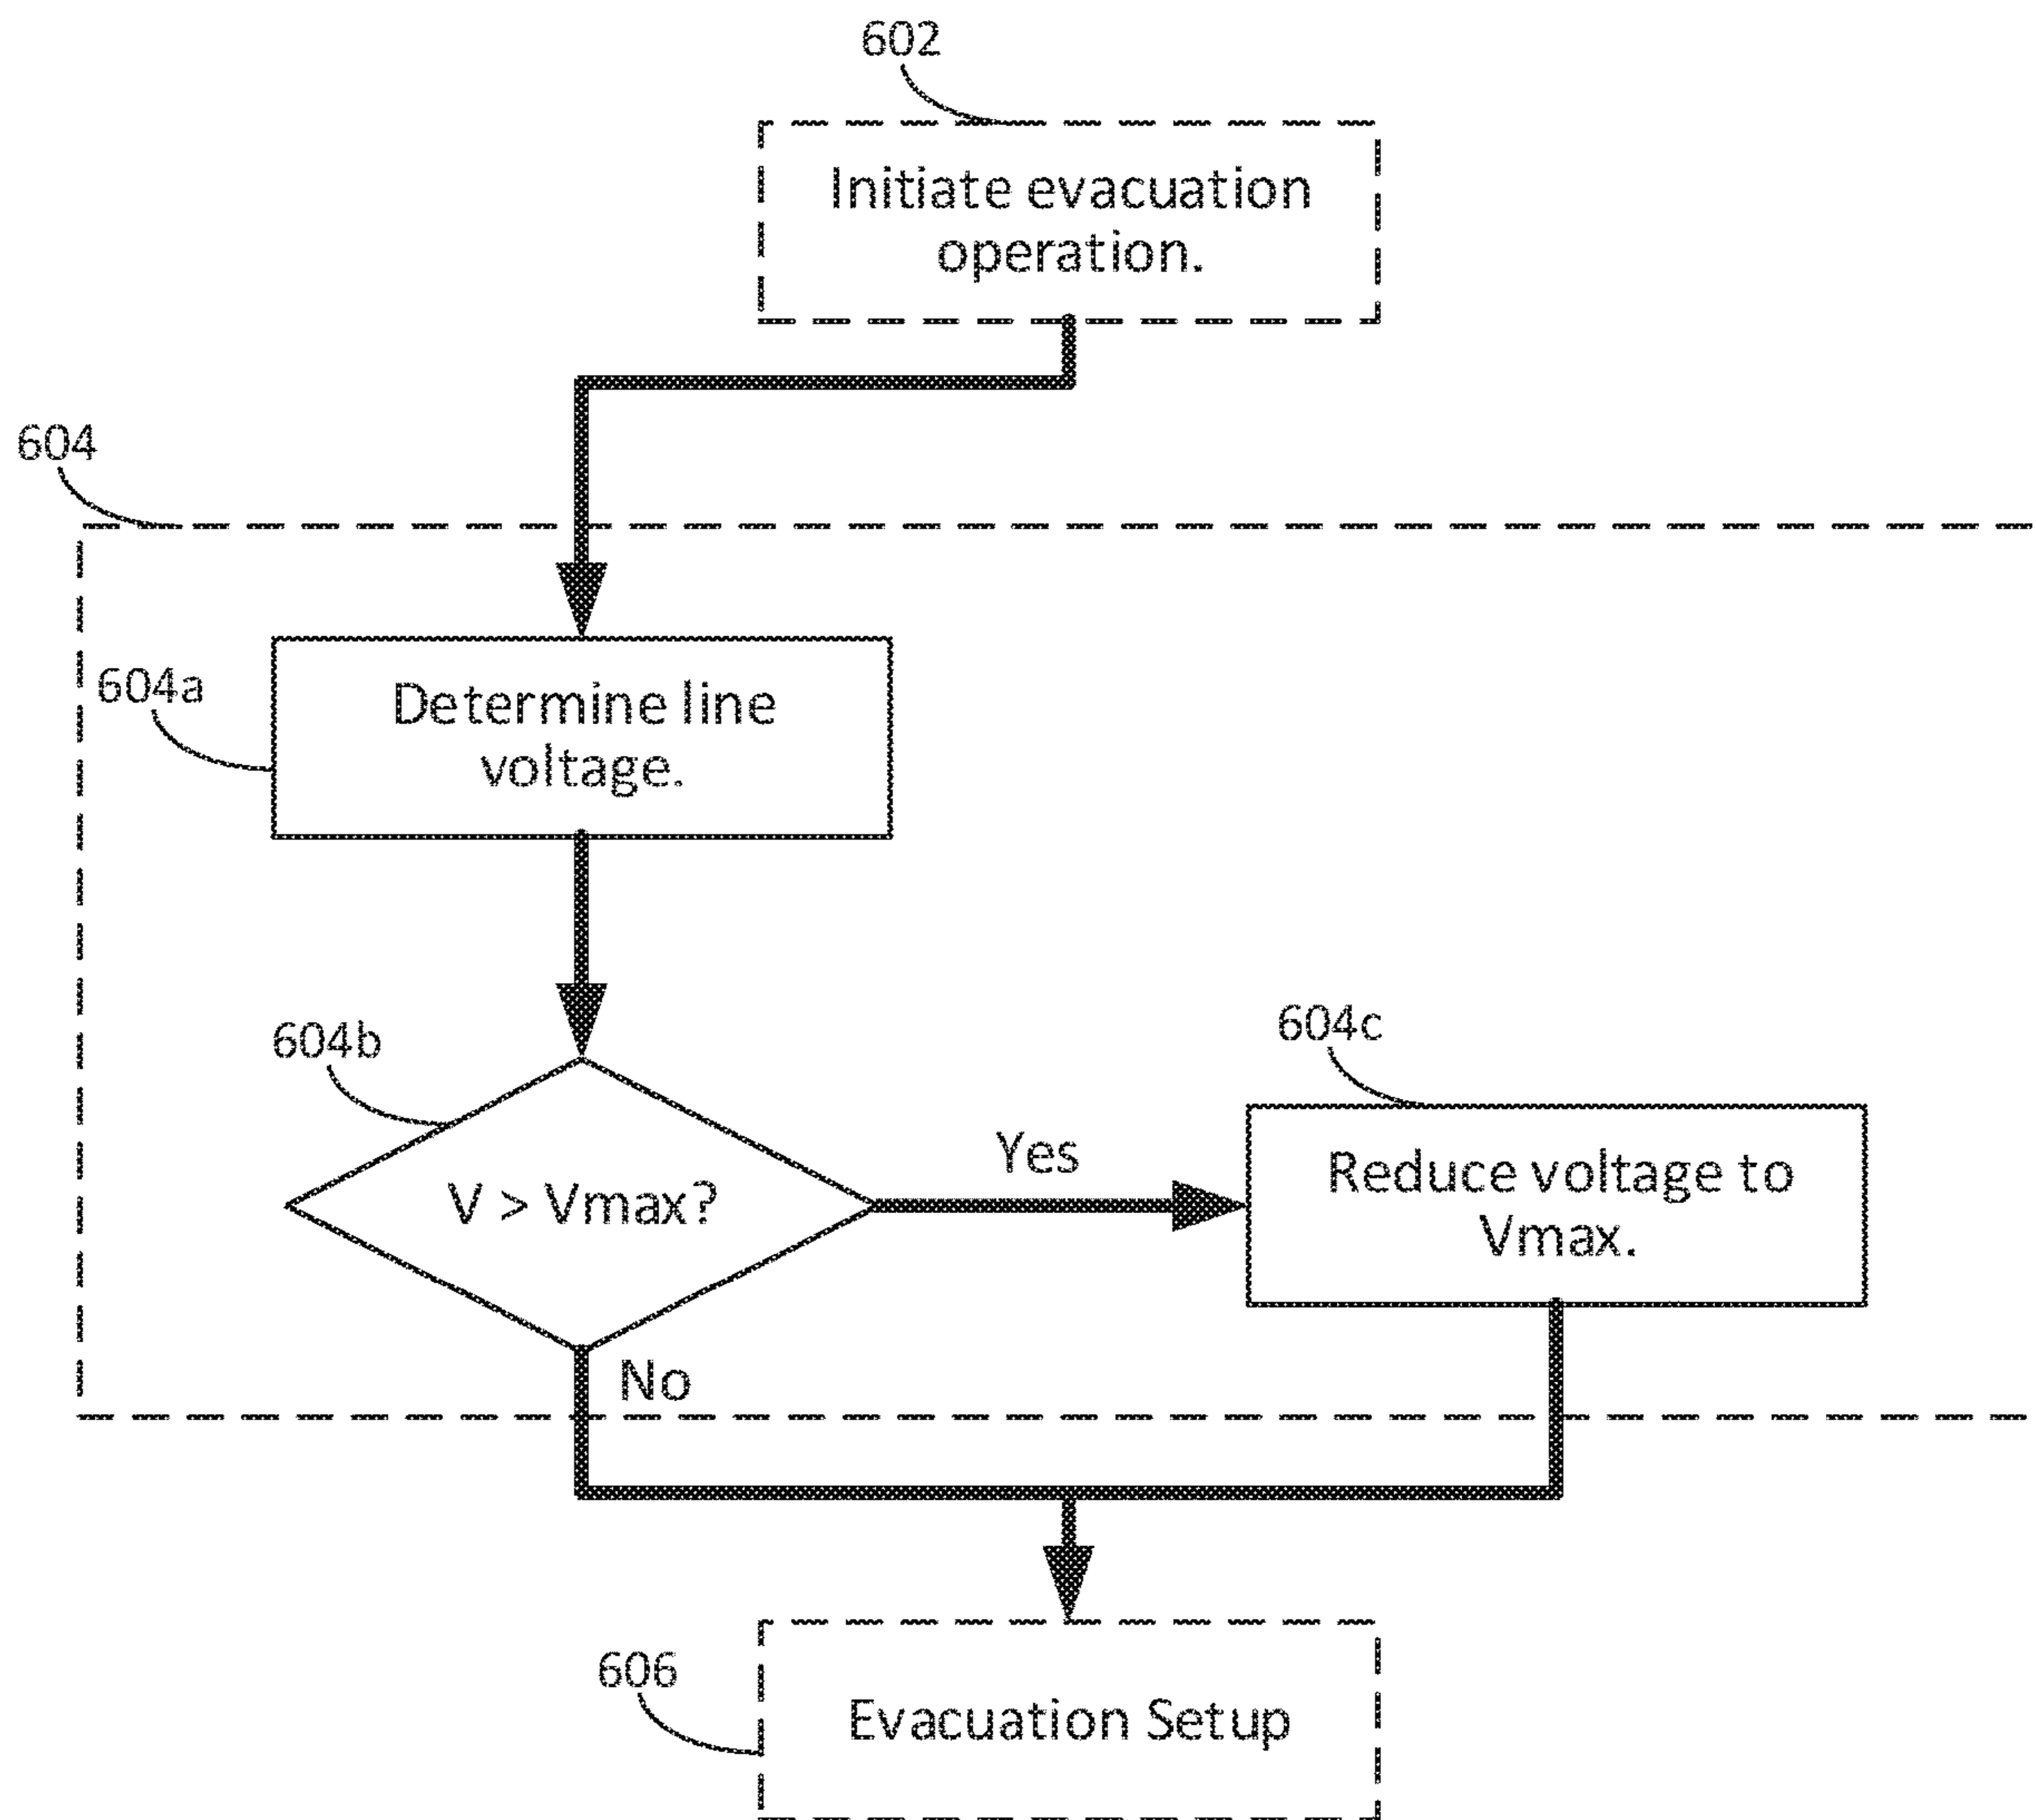 602
Initiate evacuation
operation.
604
604a
Determine line
voltage.
604b
V > Vmax?
Yes
604c
Reduce voltage to
Vmax.
No
606
Evacuation Setup